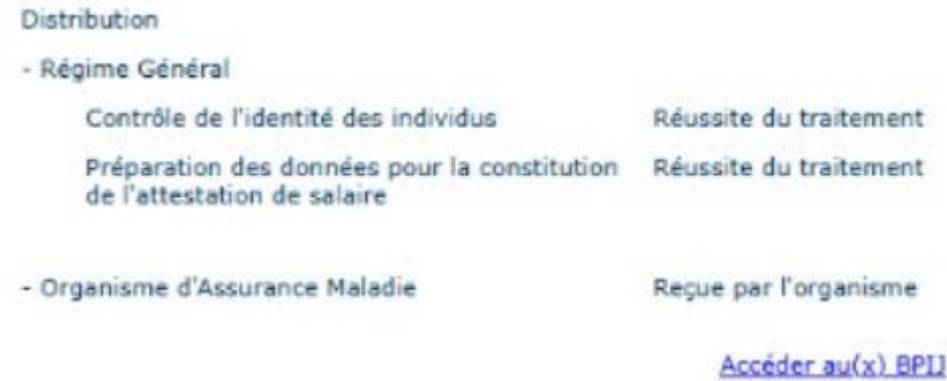 Distribution
- Régime Général
Contrôle de l'identité des individus Réussite du traitement
Préparation des données pour la constitution Réussite du traitement
de l'attestation de salaire
- Organisme d'Assurance Maladie Reçue par l'organisme
Accéder au(x) BPIJ